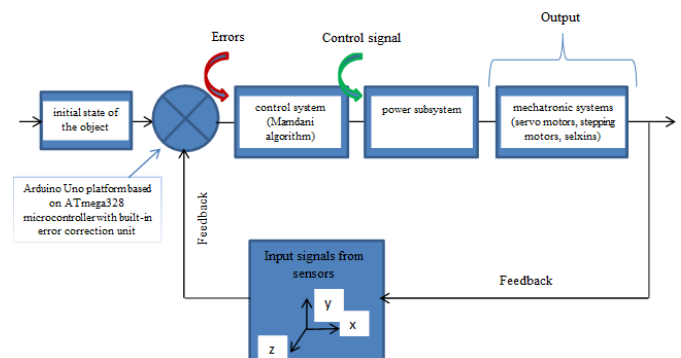 Output
Errors
Control signal
initial state of
the object
control system
(Mamdani
algorithm)
power subsystem
mechatronic systems
(servo motors, stepping
motors, selxins)
Arduino Uno platform based
on ATmega328
microcontroller with built-in
error correction unit
Feedback
Input signals from
sensors
y
x
z
Feedback